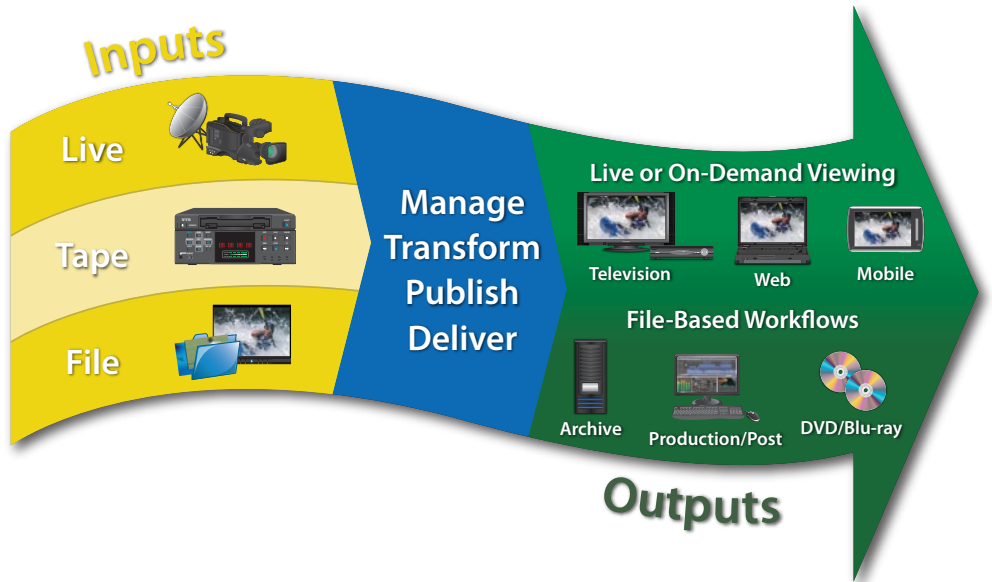 Inputs
Live
Tape
File
Manage
Transform
Publish
Deliver
Live or On-Demand Viewing
Television
Web
Mobile
File-Based Workflows
Archive
Production/Post
DVD/Blu-ray
Outputs